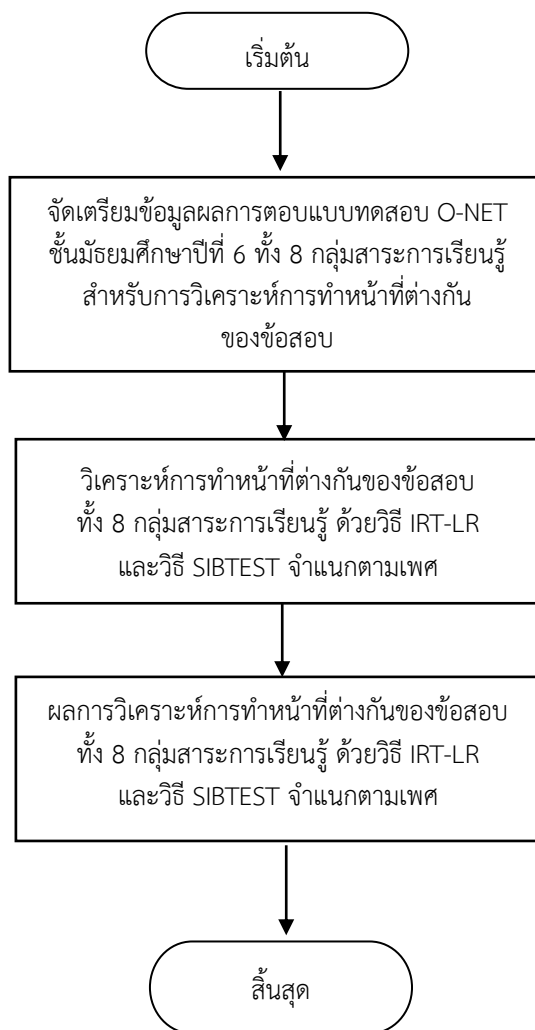 เริ่มต้น
จัดเตรียมข้อมูลผลการตอบแบบทดสอบ O-NET
ชั้นมัธยมศึกษาปีที่ 6 ทั้ง 8 กลุ่มสาระการเรียนรู้
สำหรับการวิเคราะห์การทำหน้าที่ต่างกัน
ของข้อสอบ
วิเคราะห์การทำหน้าที่ต่างกันของข้อสอบ
ทั้ง 8 กลุ่มสาระการเรียนรู้ ด้วยวิธี IRT-LR
และวิธี SIBTEST จำแนกตามเพศ
ผลการวิเคราะห์การทำหน้าที่ต่างกันของข้อสอบ
ทั้ง 8 กลุ่มสาระการเรียนรู้ ด้วยวิธี IRT-LR
และวิธี SIBTEST จำแนกตามเพศ
สิ้นสุด